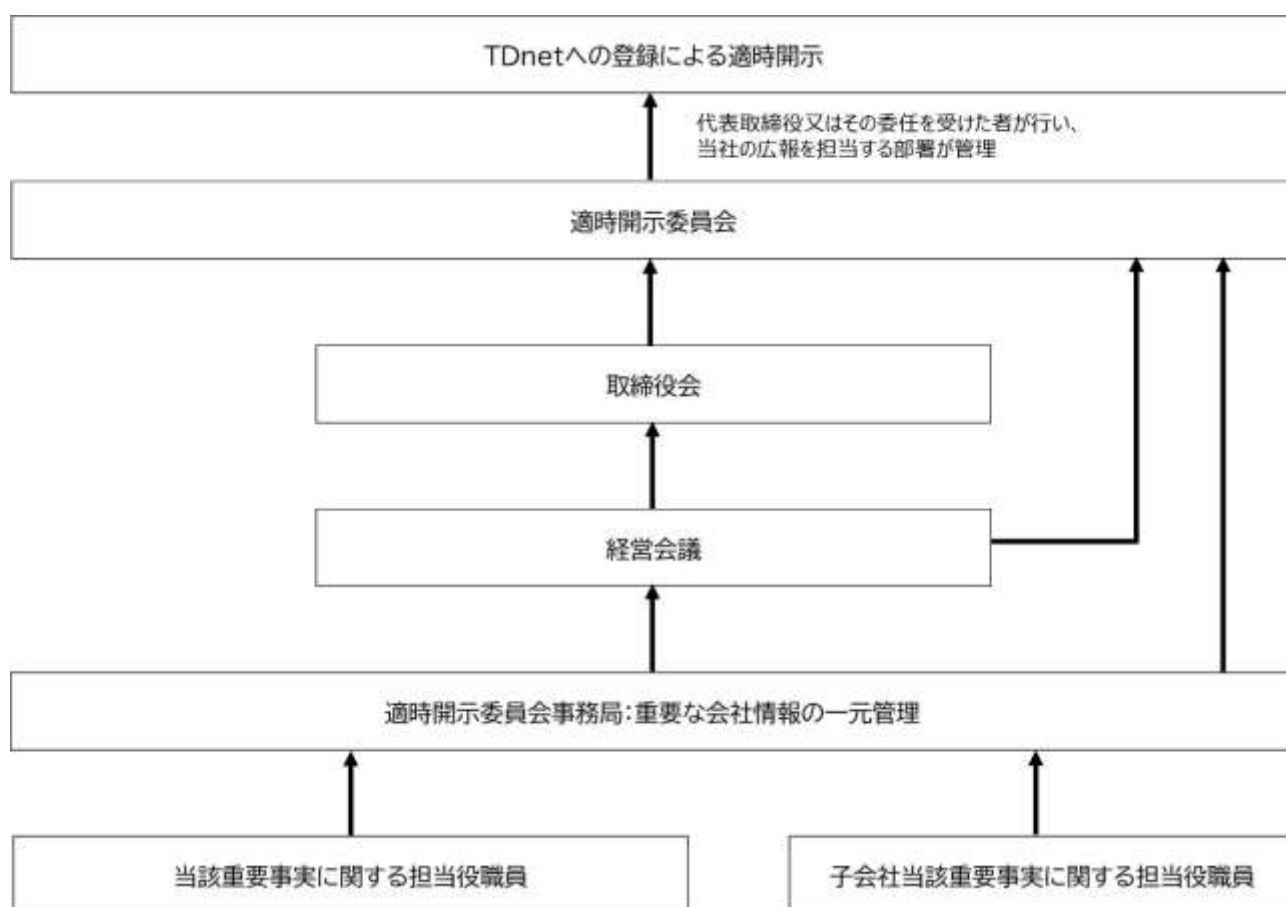 TDnetへの登録による適時開示
代表取締役又はその委任を受けた者が行い、
当社の広報を担当する部署が管理
適時開示委員会
取締役会
経営会議
適時開示委員会事務局：重要な会社情報の一元管理
当該重要事実に関する担当役職員
子会社当該重要事実に関する担当役職員